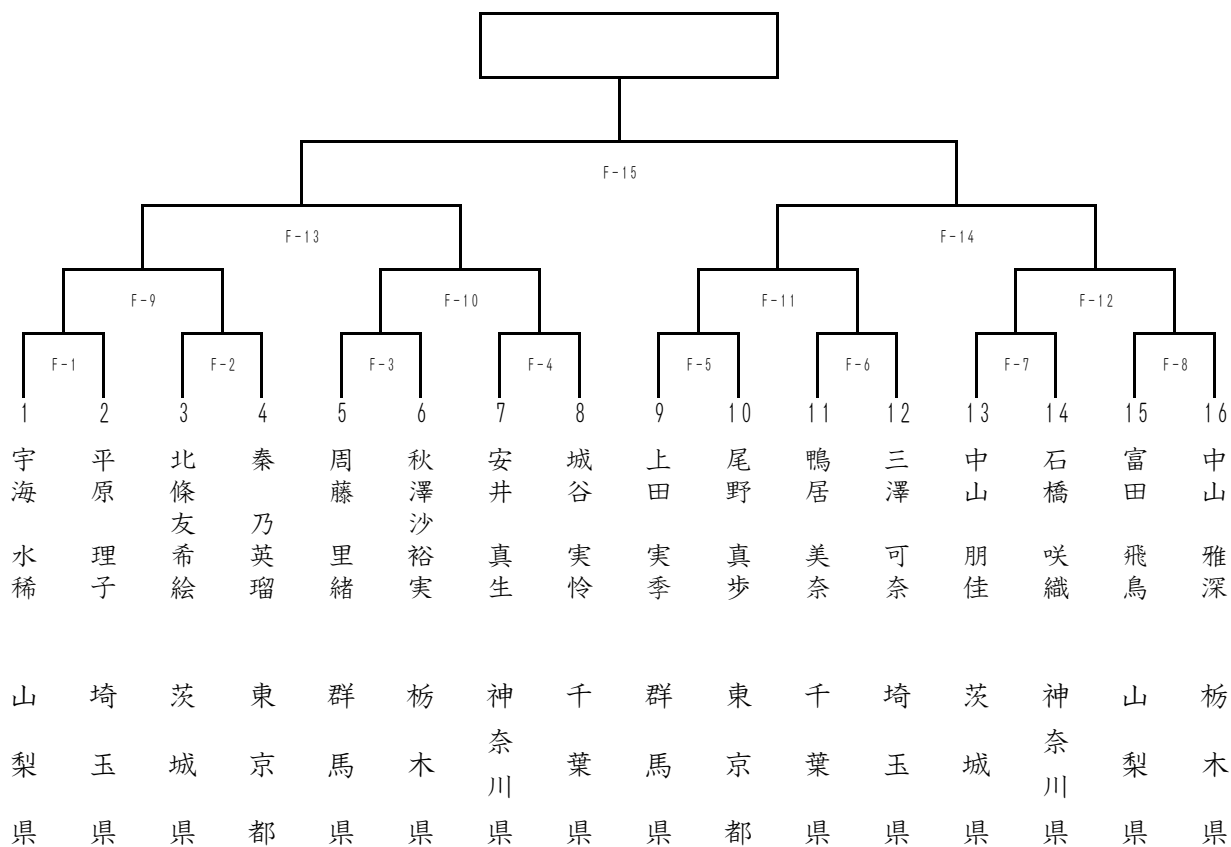 F-15
F-13
F-14
F-9
F-10
F-11
F-12
F-1
F-2
F-3
F-4
F-5
F-6
F-7
F-8
1
宇海 水稀
山梨県
2
平原 理子
埼玉県
3
北條友希絵
茨城県
4
秦 乃英瑠
東京都
5
周藤 里緒
群馬県
6
秋澤沙裕実
栃木県
7
安井 真生
神奈川県
8
城谷 実怜
千葉県
9
上田 実季
群馬県
10
尾野 真歩
東京都
11
鴨居 美奈
千葉県
12
三澤 可奈
埼玉県
13
中山 朋佳
茨城県
14
石橋 咲織
神奈川県
15
富田 飛鳥
山梨県
16
中山 雅深
栃木県